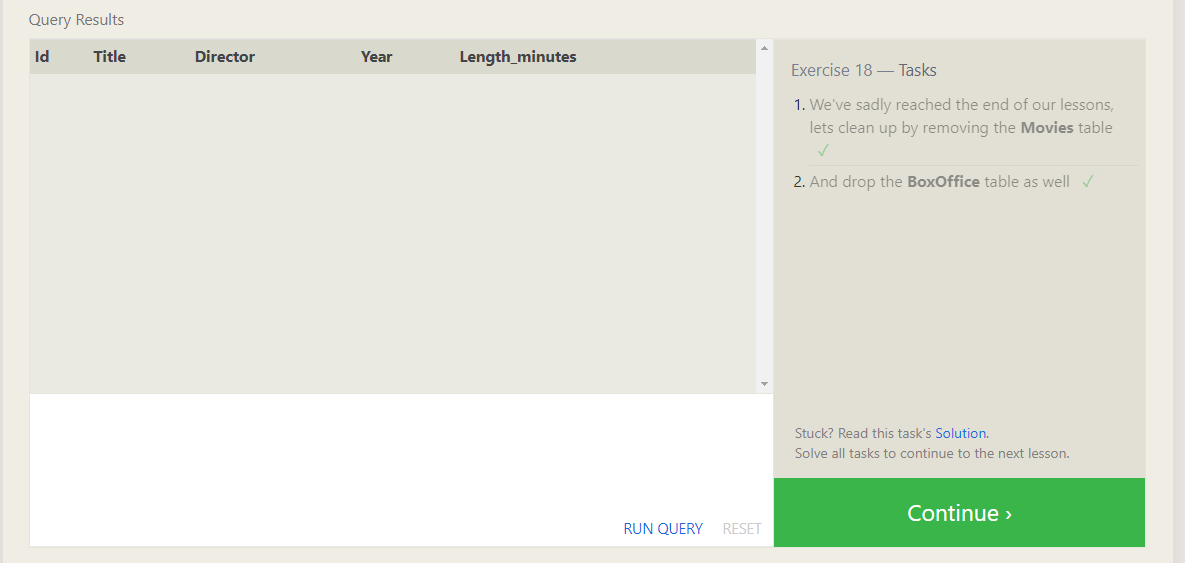 Query Results
Id Title Director Year Length_minutes
Exercise 18 — Tasks
1. We've sadly reached the end of our lessons,
lets clean up by removing the Movies table
✓
2. And drop the BoxOffice table as well ✓
Stuck? Read this task's Solution.
Solve all tasks to continue to the next lesson.
RUN QUERY RESET
Continue ›